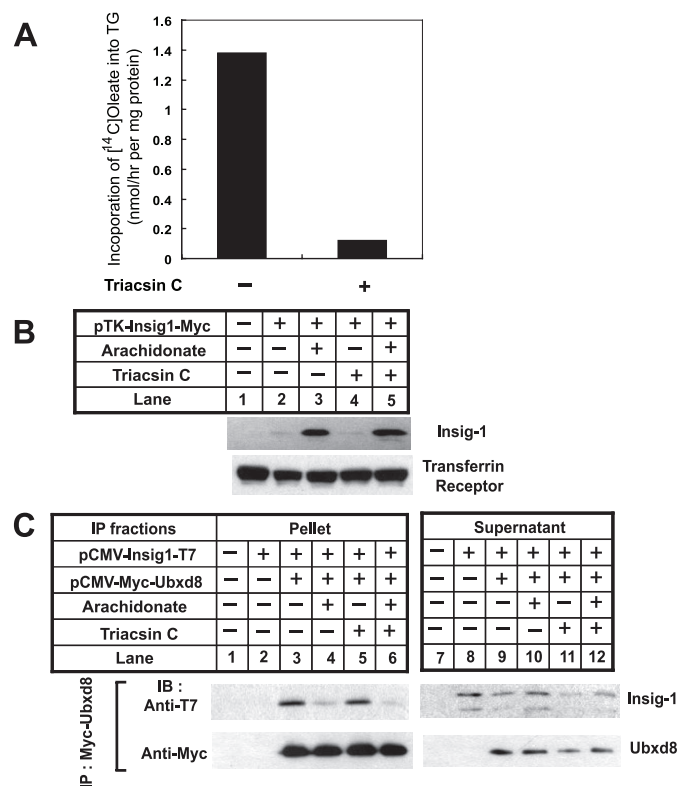 A
Incoporation of [14C]Oleate into TG
(nmol/hr per mg protein)
1.6
1.4
1.2
1
0.8
0.6
0.4
0.2
0
Triacsin C − +
B
pTK-Insig1-Myc − + + + +
Arachidonate − − + − +
Triacsin C − − − + +
Lane 1 2 3 4 5
Insig-1
Transferrin
Receptor
C
IP fractions Pellet Supernatant
pCMV-Insig1-T7 − + + + + + − + + + + +
pCMV-Myc-Ubxd8 − − + + + + − − + + + +
Arachidonate − − − + − + − − − + − +
Triacsin C − − − − + + − − − − + +
Lane 1 2 3 4 5 6 7 8 9 10 11 12
IP : Myc-Ubxd8
IB :
Anti-T7
Insig-1
Anti-Myc
Ubxd8